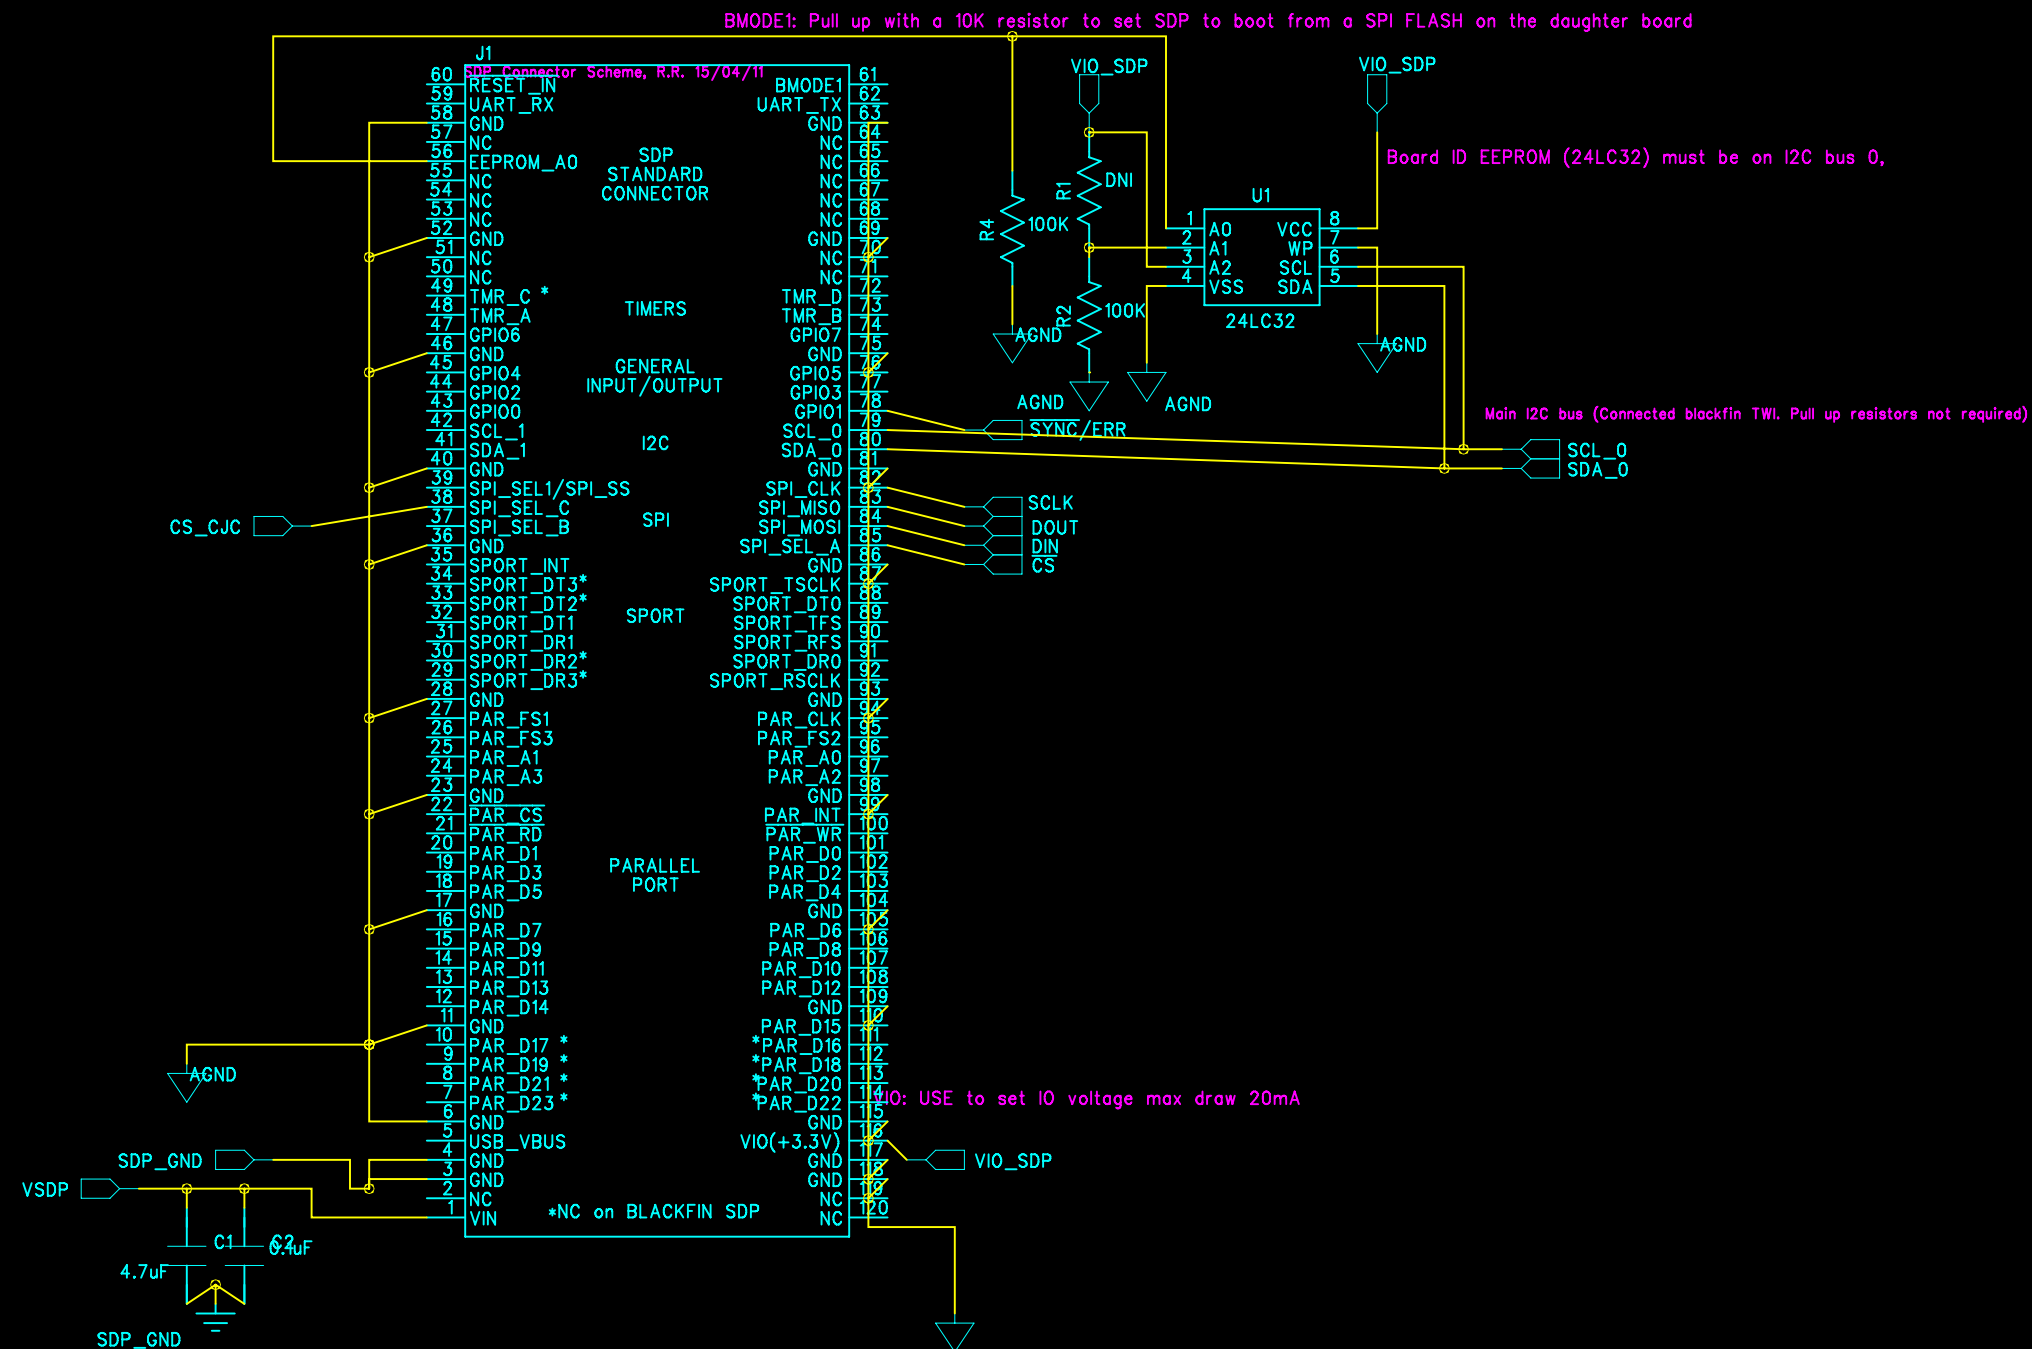 BMODE1: Pull up with a 10K resistor to set SDP to boot from a SPI FLASH on the daughter board
J1
SDP Connector Scheme, R.R. 15/04/11
60 RESET_IN BMODE1 61
59 UART_RX UART_TX 62
58 GND GND 63
57 NC NC 64
56 EEPROM_A0 NC 65
55 NC NC 66
54 NC NC 67
53 NC NC 68
52 GND GND 69
51 NC NC 70
50 NC NC 71
49 TMR_C * TMR_D 72
48 TMR_A TMR_B 73
47 GPIO6 GPIO7 74
46 GND GND 75
45 GPIO4 GPIO5 76
44 GPIO2 GPIO3 77
43 GPIO0 GPIO1 78
42 SCL_1 SCL_0 79
41 SDA_1 SDA_0 80
40 GND GND 81
39 SPI_SEL1/SPI_SS SPI_CLK 82
38 SPI_SEL_C SPI_MISO 83
37 SPI_SEL_B SPI_MOSI 84
36 GND SPI_SEL_A 85
35 SPORT_INT GND 86
34 SPORT_DT3* SPORT_TSCLK 87
33 SPORT_DT2* SPORT_DT0 88
32 SPORT_DT1 SPORT_TFS 89
31 SPORT_DR1 SPORT_RFS 90
30 SPORT_DR2* SPORT_DR0 91
29 SPORT_DR3* SPORT_RSCLK 92
28 GND GND 93
27 PAR_FS1 PAR_CLK 94
26 PAR_FS3 PAR_FS2 95
25 PAR_A1 PAR_A0 96
24 PAR_A3 PAR_A2 97
23 GND GND 98
22 PAR_CS PAR_INT 99
21 PAR_RD PAR_WR 100
20 PAR_D1 PAR_D0 101
19 PAR_D3 PAR_D2 102
18 PAR_D5 PAR_D4 103
17 GND GND 104
16 PAR_D7 PAR_D6 105
15 PAR_D9 PAR_D8 106
14 PAR_D11 PAR_D10 107
13 PAR_D13 PAR_D12 108
12 PAR_D14 GND 109
11 GND PAR_D15 110
10 PAR_D17 * *PAR_D16 111
9 PAR_D19 * *PAR_D18 112
8 PAR_D21 * *PAR_D20 113
7 PAR_D23 * *PAR_D22 114
6 GND GND 115
5 USB_VBUS VIO(+3.3V) 116
4 GND GND 117
3 GND GND 118
2 NC NC 119
1 VIN NC 120
SDP
STANDARD
CONNECTOR
TIMERS
GENERAL
INPUT/OUTPUT
I2C
SPI
SPORT
PARALLEL
PORT
*NC on BLACKFIN SDP
VIO_SDP
VIO_SDP
Board ID EEPROM (24LC32) must be on I2C bus 0,
R1
DNI
R4
100K
R2
100K
U1
1 A0 VCC 8
2 A1 WP 7
3 A2 SCL 6
4 VSS SDA 5
24LC32
AGND
AGND
AGND
AGND
Main I2C bus (Connected blackfin TWI. Pull up resistors not required)
SYNC/ERR
SCL_0
SDA_0
SCLK
DOUT
DIN
CS
CS_CJC
AGND
VIO: USE to set IO voltage max draw 20mA
VIO_SDP
SDP_GND
VSDP
C1
4.7uF
C2
0.1uF
SDP_GND